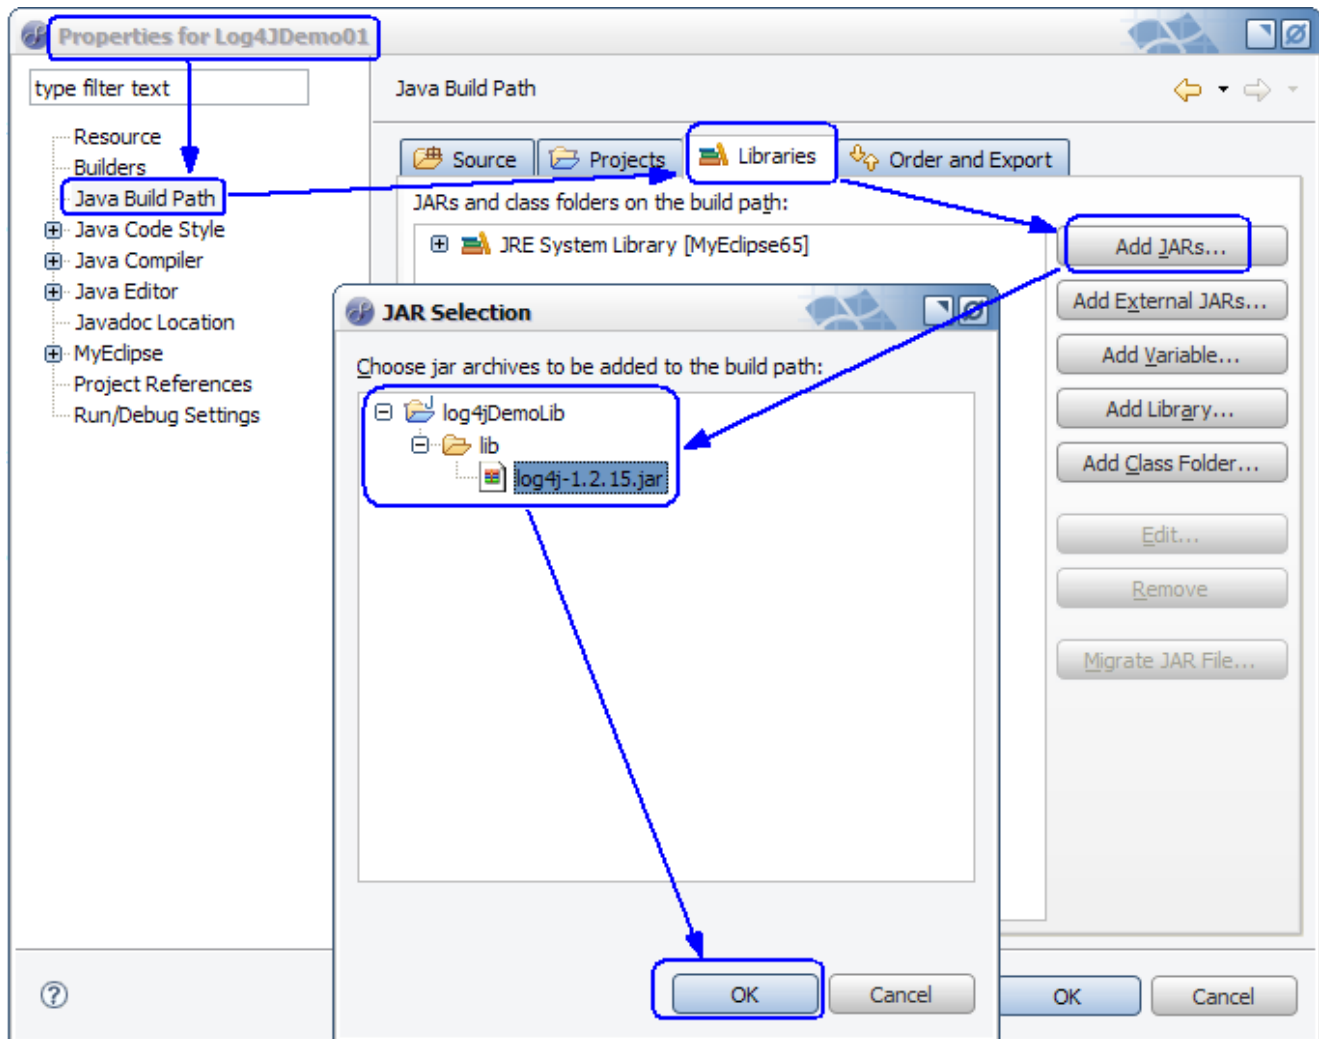 Properties for Log4JDemo01
type filter text
Java Build Path
Resource
Builders
Java Build Path
Java Code Style
Java Compiler
Java Editor
Javadoc Location
MyEclipse
Project References
Run/Debug Settings
Source
Projects
Libraries
Order and Export
JARs and class folders on the build path:
JRE System Library [MyEclipse65]
Add JARs...
Add External JARs...
Add Variable...
Add Library...
Add Class Folder...
Edit...
Remove
Migrate JAR File...
JAR Selection
Choose jar archives to be added to the build path:
log4jDemoLib
lib
log4j-1.2.15.jar
OK
Cancel
OK
Cancel